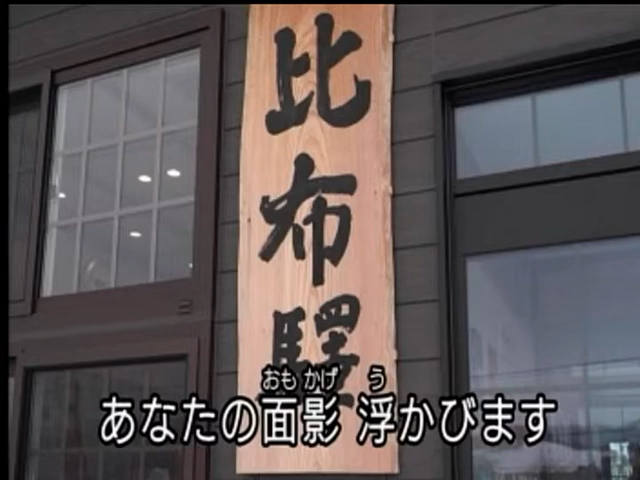 比布驛
おもかげ う
あなたの面影 浮かびます